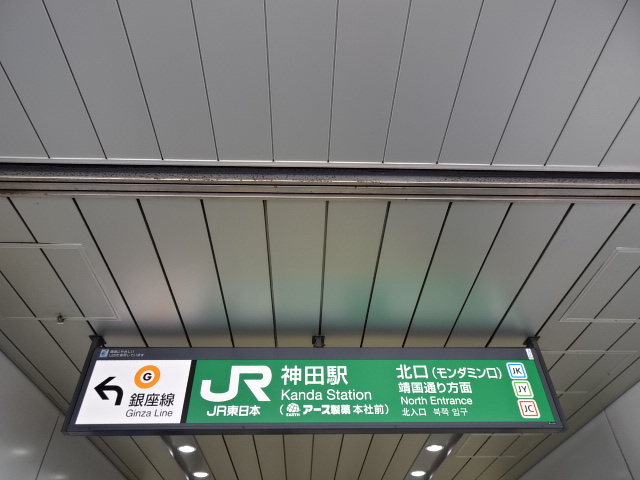 G
銀座線
Ginza Line
JR
JR東日本
神田駅
Kanda Station
(EARTH アース製薬 本社前)
北口(モンダミン口)
靖国通り方面
North Entrance
北入口 북쪽 입구
JK
JY
JC